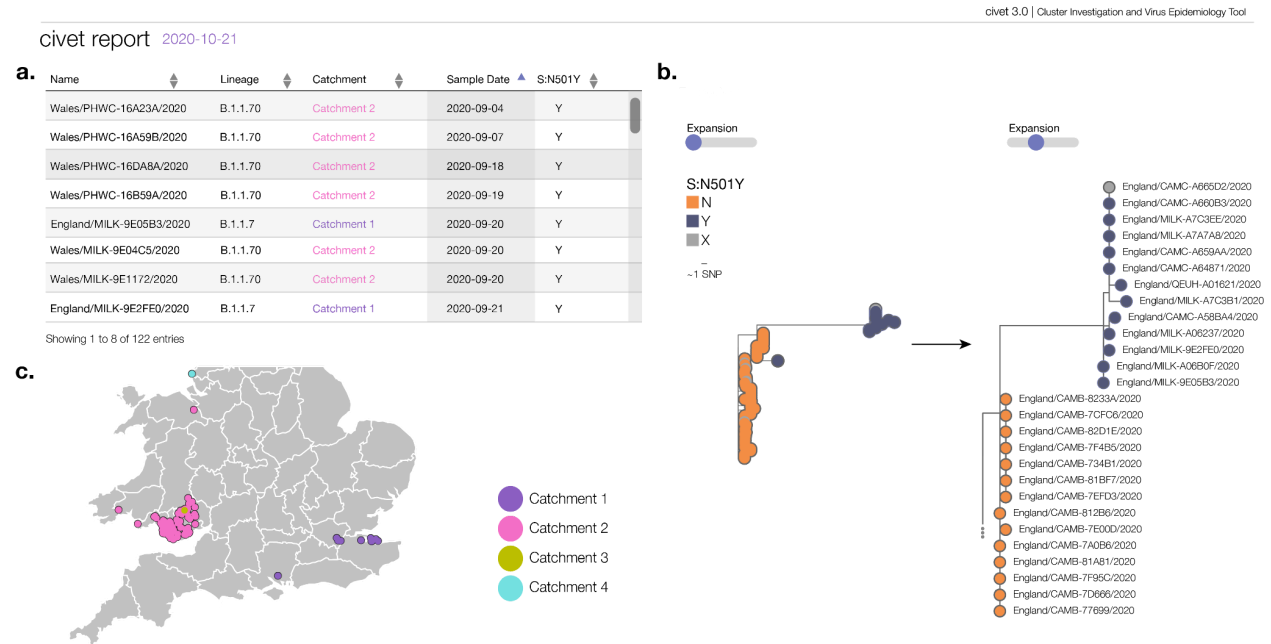 civet 3.0 | Cluster Investigation and Virus Epidemiology Tool
civet report 2020-10-21
a.
Name Lineage Catchment Sample Date S:N501Y
Wales/PHWC-16A23A/2020 B.1.1.70 Catchment 2 2020-09-04 Y
Wales/PHWC-16A59B/2020 B.1.1.70 Catchment 2 2020-09-07 Y
Wales/PHWC-16DA8A/2020 B.1.1.70 Catchment 2 2020-09-18 Y
Wales/PHWC-16B59A/2020 B.1.1.70 Catchment 2 2020-09-19 Y
England/MILK-9E05B3/2020 B.1.1.7 Catchment 1 2020-09-20 Y
Wales/MILK-9E04C5/2020 B.1.1.70 Catchment 2 2020-09-20 Y
Wales/MILK-9E1172/2020 B.1.1.70 Catchment 2 2020-09-20 Y
England/MILK-9E2FE0/2020 B.1.1.7 Catchment 1 2020-09-21 Y
Showing 1 to 8 of 122 entries
b.
Expansion
S:N501Y
N
Y
X
~1 SNP
Expansion
England/CAMC-A665D2/2020
England/CAMC-A660B3/2020
England/MILK-A7C3EE/2020
England/MILK-A7A7A8/2020
England/CAMC-A659AA/2020
England/CAMC-A64871/2020
England/QEUH-A01621/2020
England/MILK-A7C3B1/2020
England/CAMC-A58BA4/2020
England/MILK-A06237/2020
England/MILK-9E2FE0/2020
England/MILK-A06B0F/2020
England/MILK-9E05B3/2020
England/CAMB-8233A/2020
England/CAMB-7CFC6/2020
England/CAMB-82D1E/2020
England/CAMB-7F4B5/2020
England/CAMB-734B1/2020
England/CAMB-81BF7/2020
England/CAMB-7EFD3/2020
England/CAMB-812B6/2020
England/CAMB-7E00D/2020
England/CAMB-7A0B6/2020
England/CAMB-81A81/2020
England/CAMB-7F95C/2020
England/CAMB-7D666/2020
England/CAMB-77699/2020
c.
Catchment 1
Catchment 2
Catchment 3
Catchment 4